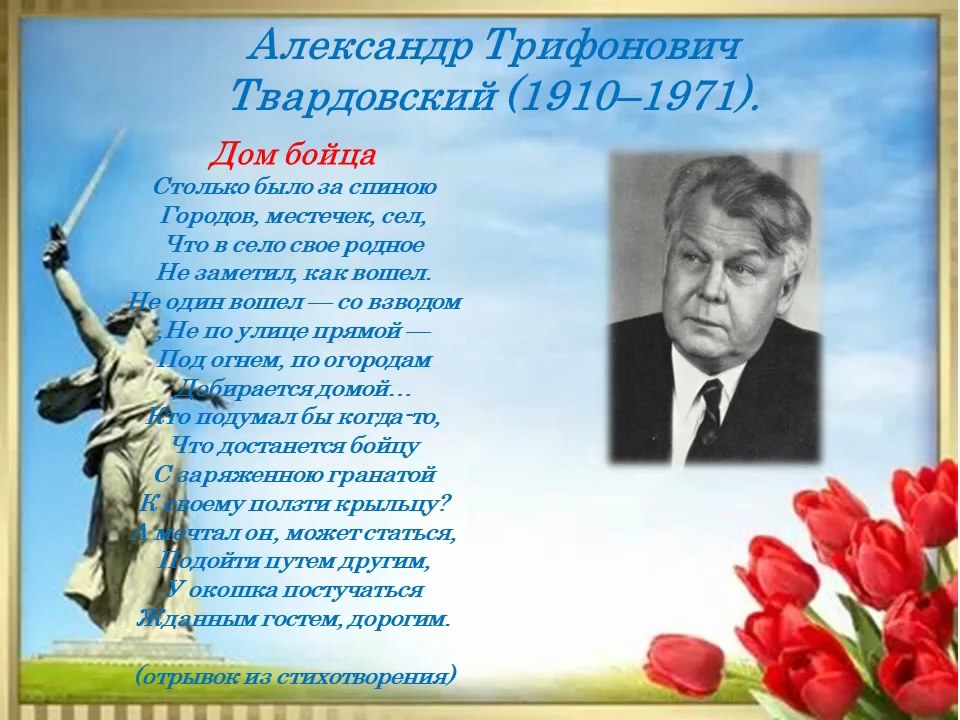 Александр Трифонович
Твардовский (1910–1971).
Дом бойца
Столько было за спиною
Городов, местечек, сел,
Что в село свое родное
Не заметил, как вошел.
Не один вошел — со взводом
,Не по улице прямой —
Под огнем, по огородам
Добирается домой…
Кто подумал бы когда-то,
Что достанется бойцу
С заряженною гранатой
К своему ползти крыльцу?
А мечтал он, может статься,
Подойти путем другим,
У окошка постучаться
Жданным гостем, дорогим.
(отрывок из стихотворения)